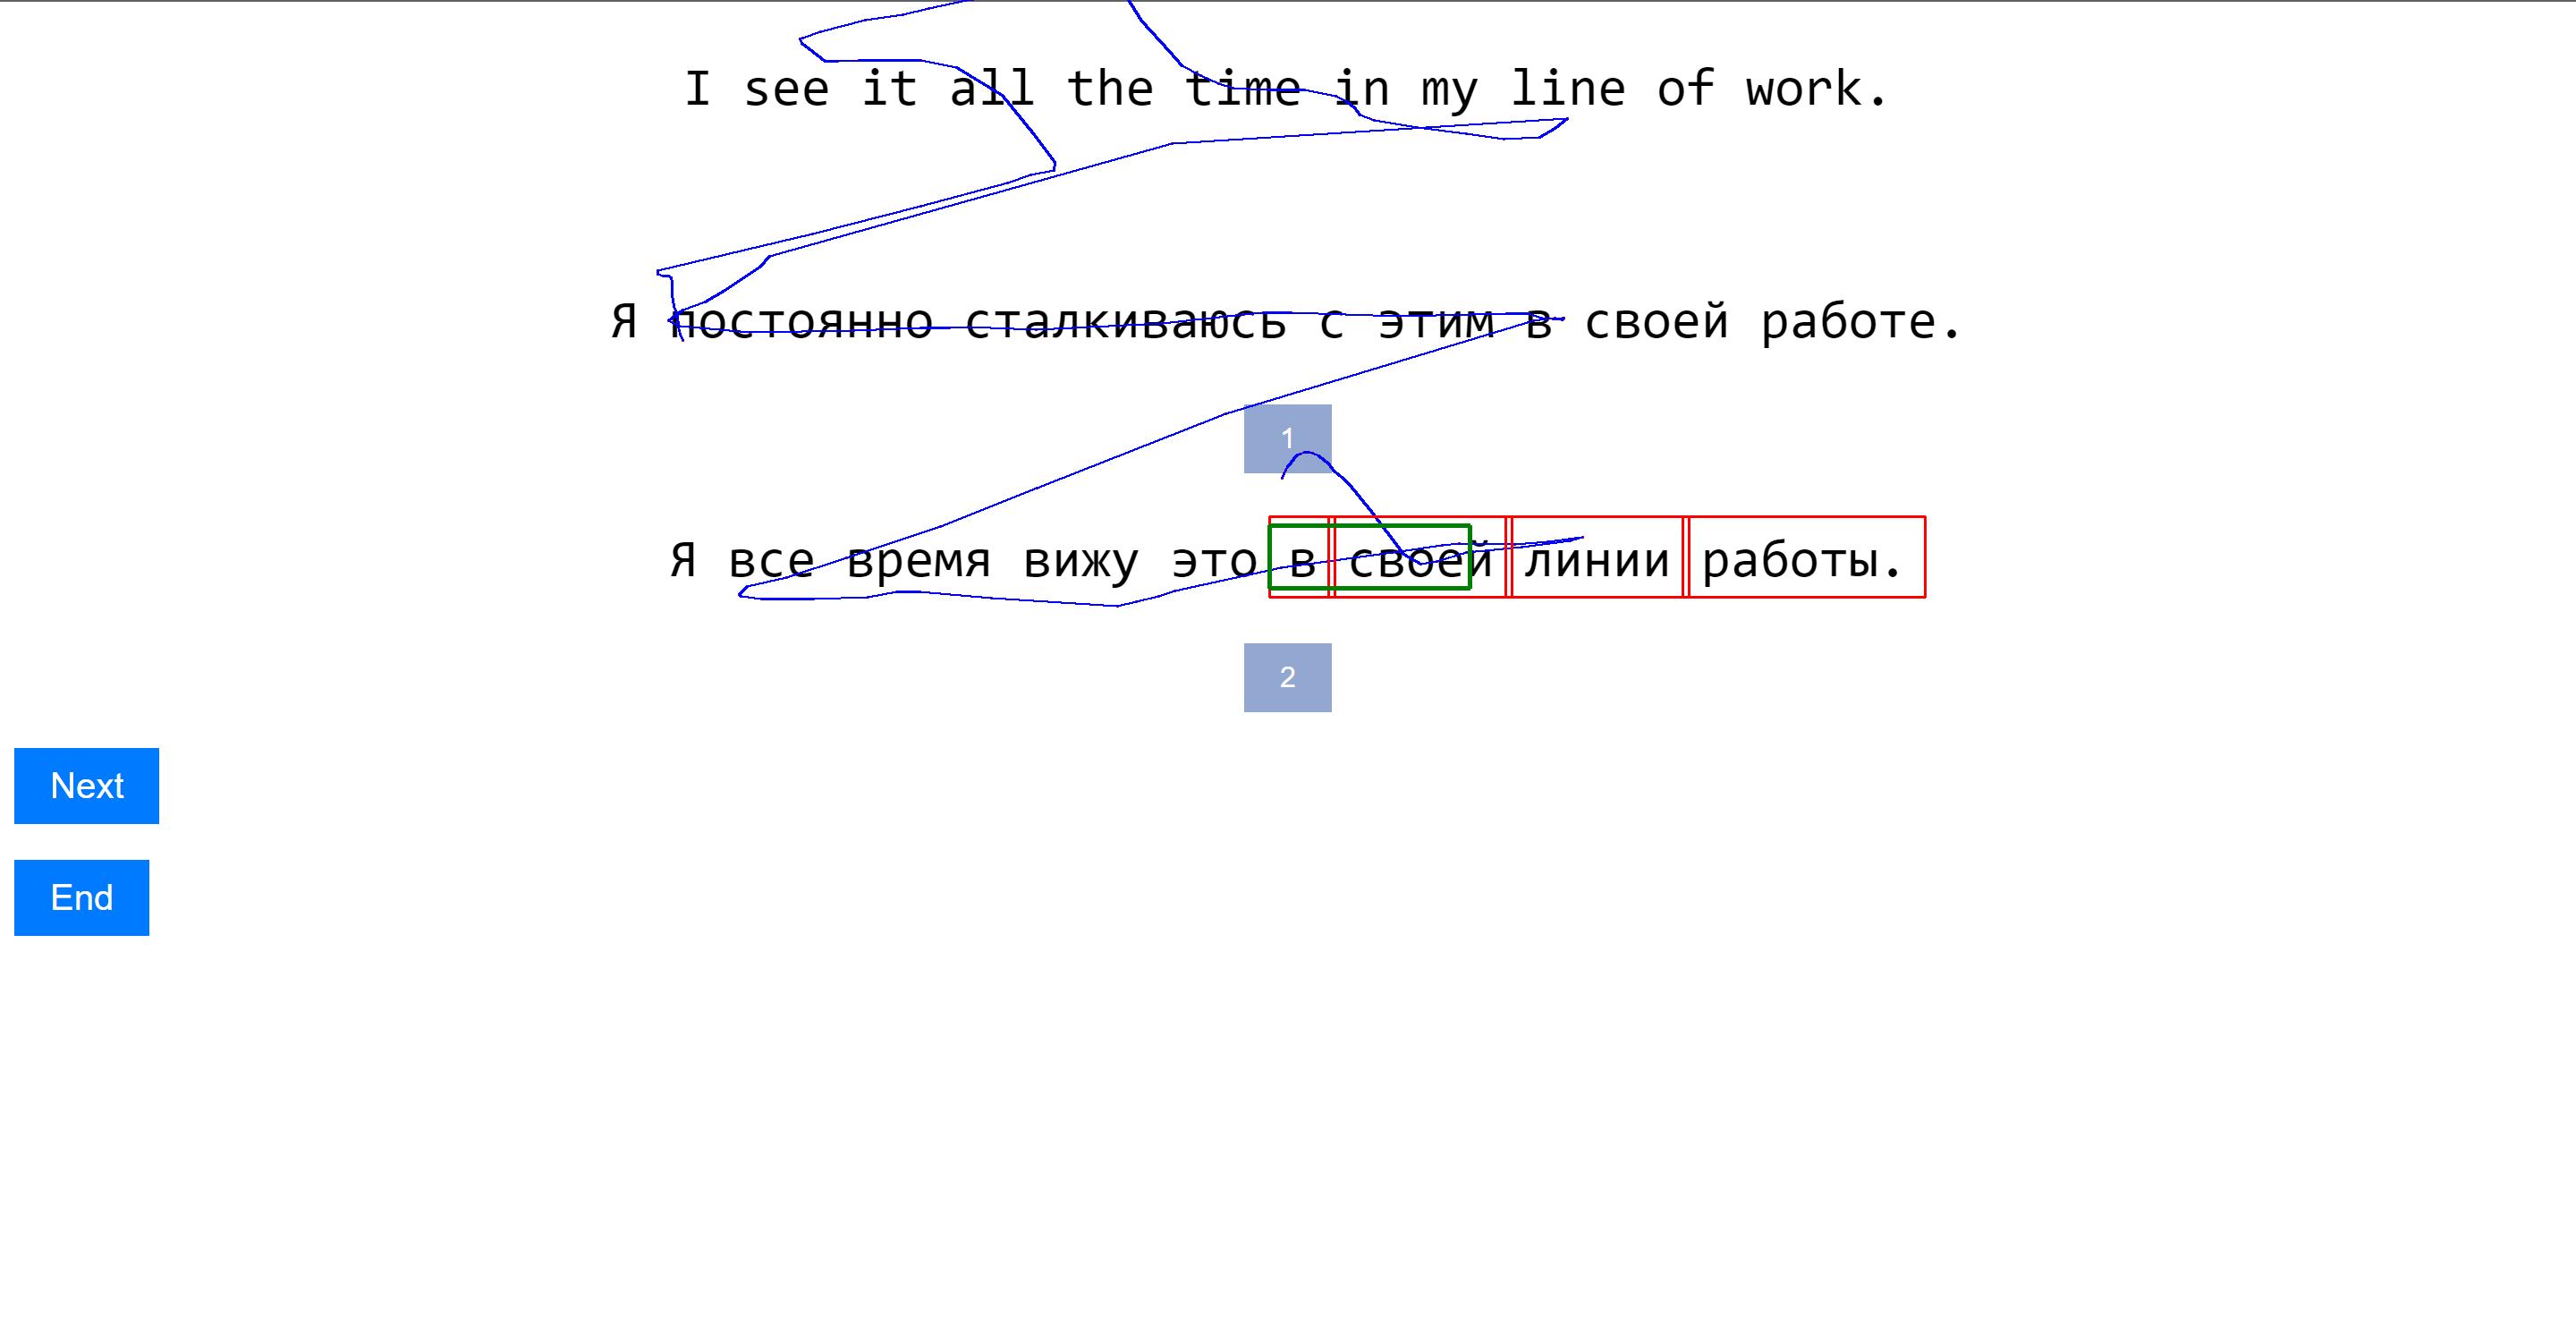 I see it all the time in my line of work.
Я постоянно сталкиваюсь с этим в своей работе.
1
Я все время вижу это в своей линии работы.
2
Next
End